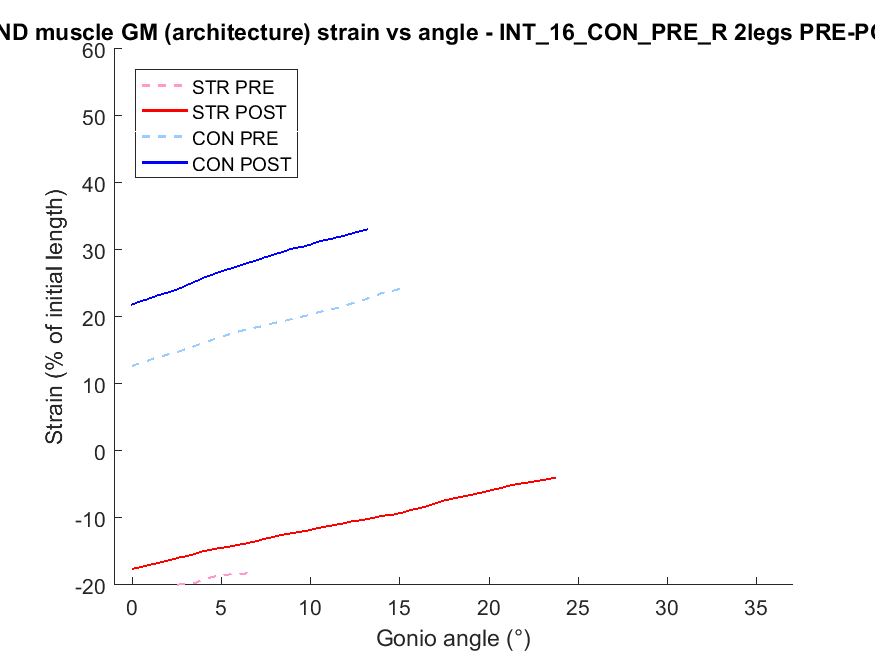 ND muscle GM (architecture) strain vs angle - INT_16_CON_PRE_R 2legs PRE-PO
60
STR PRE
STR POST
CON PRE
CON POST
50
40
30
20
10
0
-10
-20
Strain (% of initial length)
0 5 10 15 20 25 30 35
Gonio angle (°)